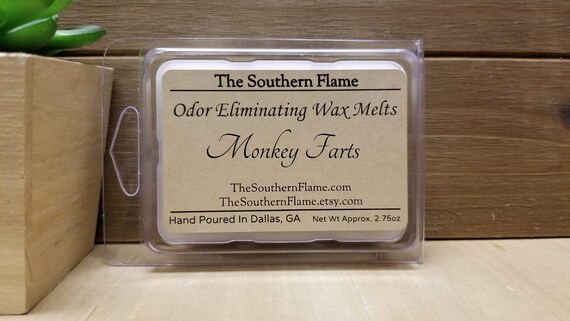 The Southern Flame
Odor Eliminating Wax Melts
Monkey Farts
TheSouthernFlame.com
TheSouthernFlame.etsy.com
Hand Poured In Dallas, GA Net Wt Approx. 2.75oz